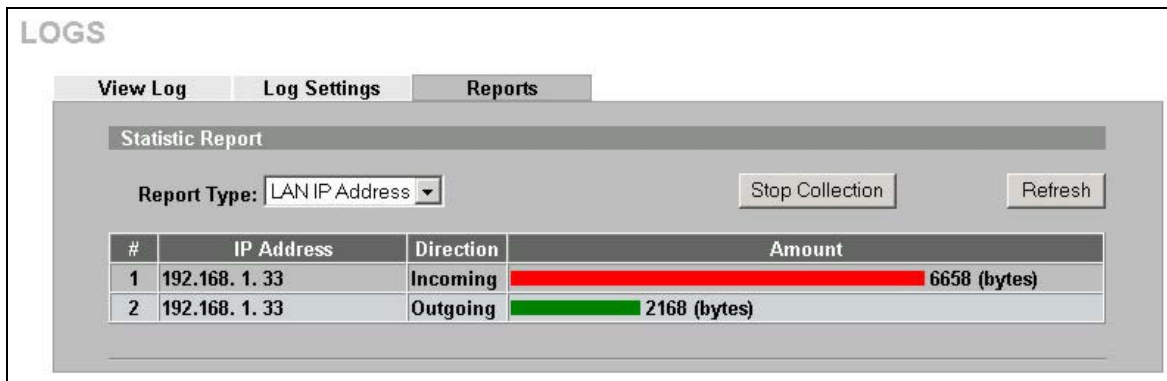 LOGS
View Log Log Settings Reports
Statistic Report
Report Type: LAN IP Address Stop Collection Refresh
# IP Address Direction Amount
1 192.168. 1. 33 Incoming 6658 (bytes)
2 192.168. 1. 33 Outgoing 2168 (bytes)